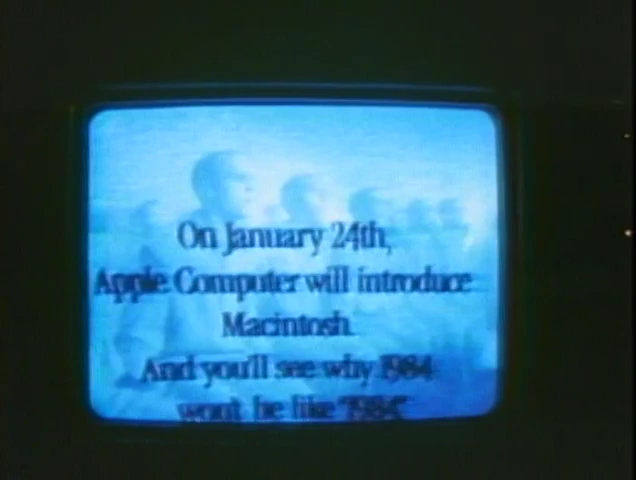 On January 24th,
Apple Computer will introduce
Macintosh.
And you'll see why 1984
won't be like "1984"